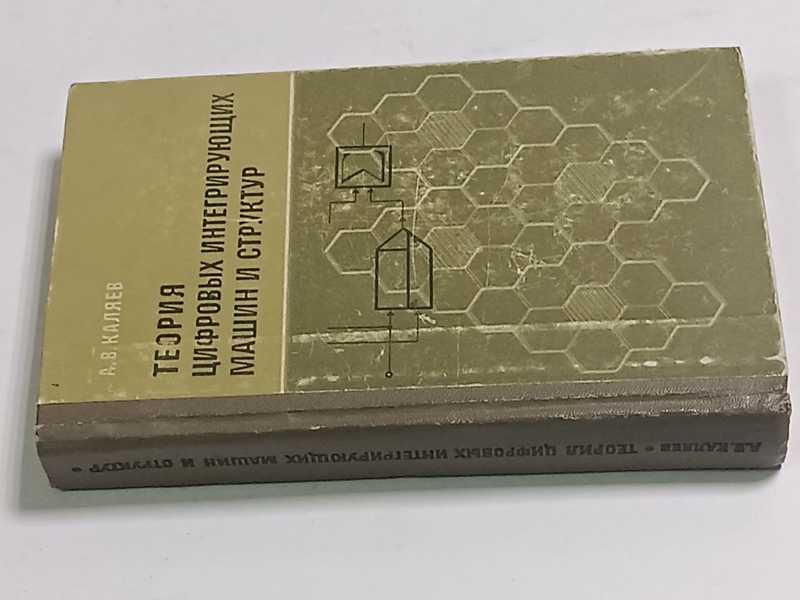 А.В.КАЛЯЕВ
ТЕОРИЯ
ЦИФРОВЫХ ИНТЕГРИРУЮЩИХ
МАШИН И СТРУКТУР
А.В.КАЛЯЕВ • ТЕОРИЯ ЦИФРОВЫХ ИНТЕГРИРУЮЩИХ МАШИН И СТРУКТУР •